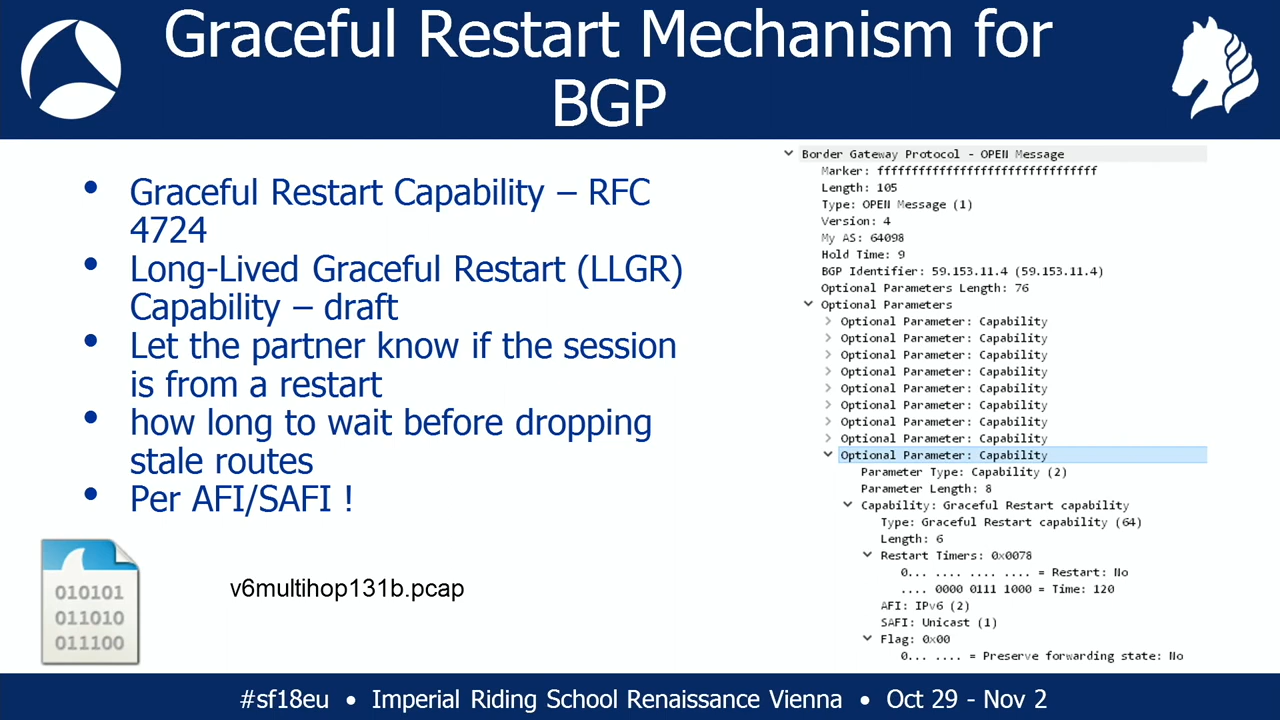 Graceful Restart Mechanism for
BGP
• Graceful Restart Capability – RFC
4724
• Long-Lived Graceful Restart (LLGR)
Capability – draft
• Let the partner know if the session
is from a restart
• how long to wait before dropping
stale routes
• Per AFI/SAFI !
010101
011010
011100
v6multihop131b.pcap
Border Gateway Protocol - OPEN Message
Marker: ffffffffffffffffffffffffffffffff
Length: 105
Type: OPEN Message (1)
Version: 4
My AS: 64098
Hold Time: 9
BGP Identifier: 59.153.11.4 (59.153.11.4)
Optional Parameters Length: 76
Optional Parameters
Optional Parameter: Capability
Optional Parameter: Capability
Optional Parameter: Capability
Optional Parameter: Capability
Optional Parameter: Capability
Optional Parameter: Capability
Optional Parameter: Capability
Optional Parameter: Capability
Optional Parameter: Capability
Parameter Type: Capability (2)
Parameter Length: 8
Capability: Graceful Restart capability
Type: Graceful Restart capability (64)
Length: 6
Restart Timers: 0x0078
0... .... .... .... = Restart: No
.... 0000 0111 1000 = Time: 120
AFI: IPv6 (2)
SAFI: Unicast (1)
Flag: 0x00
0... .... = Preserve forwarding state: No
#sf18eu • Imperial Riding School Renaissance Vienna • Oct 29 - Nov 2